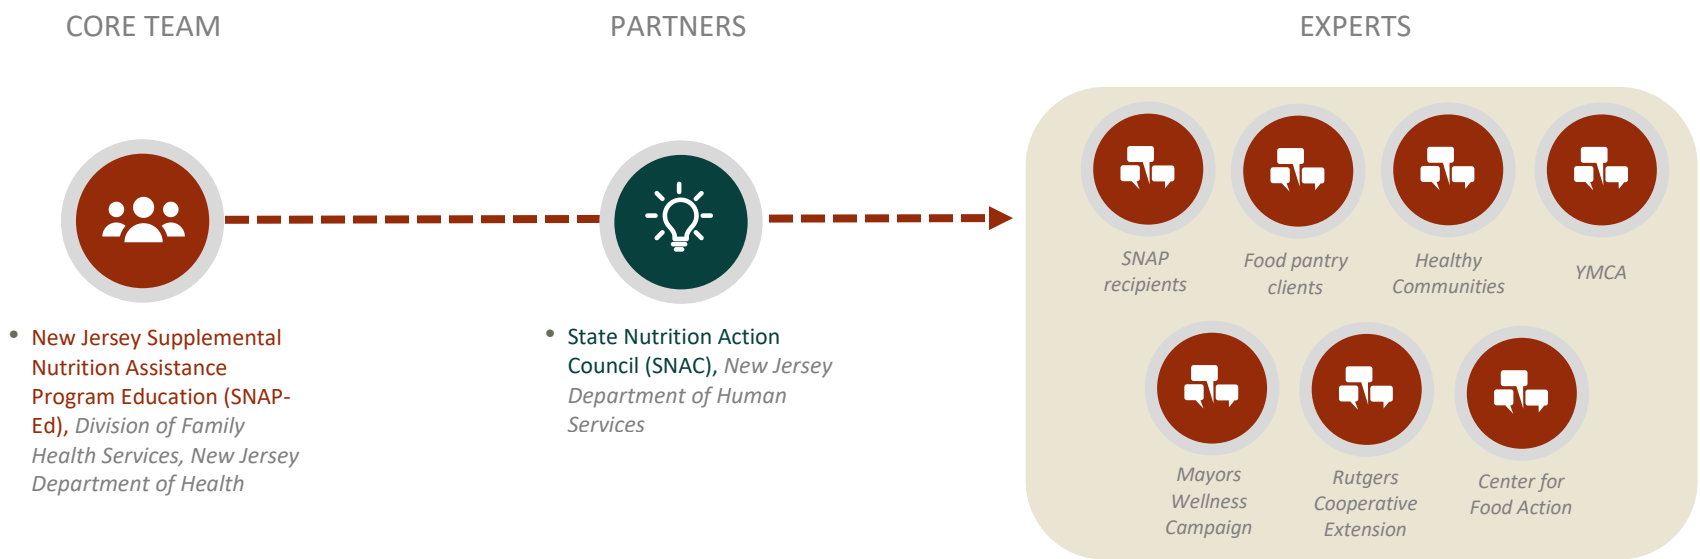 CORE TEAM
PARTNERS
EXPERTS
• New Jersey Supplemental
Nutrition Assistance
Program Education (SNAP-
Ed), Division of Family
Health Services, New Jersey
Department of Health
• State Nutrition Action
Council (SNAC), New Jersey
Department of Human
Services
SNAP
recipients
Food pantry
clients
Healthy
Communities
YMCA
Mayors
Wellness
Campaign
Rutgers
Cooperative
Extension
Center for
Food Action